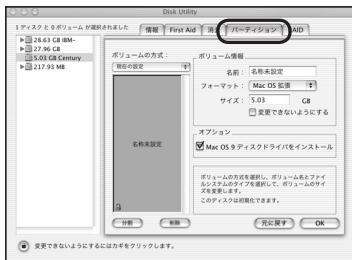 Disk Utility
1 ディスク と 0 ボリューム が選択されました
情報 First Aid 消 パーティション AID
28.63 GB IBM-
27.96 GB
5.03 GB Century
217.93 MB
ボリュームの方式：
現在の設定
名称未設定
分割 削除
ボリューム情報
名前： 名称未設定
フォーマット： Mac OS 拡張
サイズ： 5.03 GB
変更できないようにする
オプション
Mac OS 9 ディスクドライバをインストール
ボリュームの方式を選択し、ボリューム名とファイルシステムのタイプを選択して、ボリュームのサイズを変更します。
このディスクは初期化できます。
元に戻す OK
変更できないようにするにはカギをクリックします。